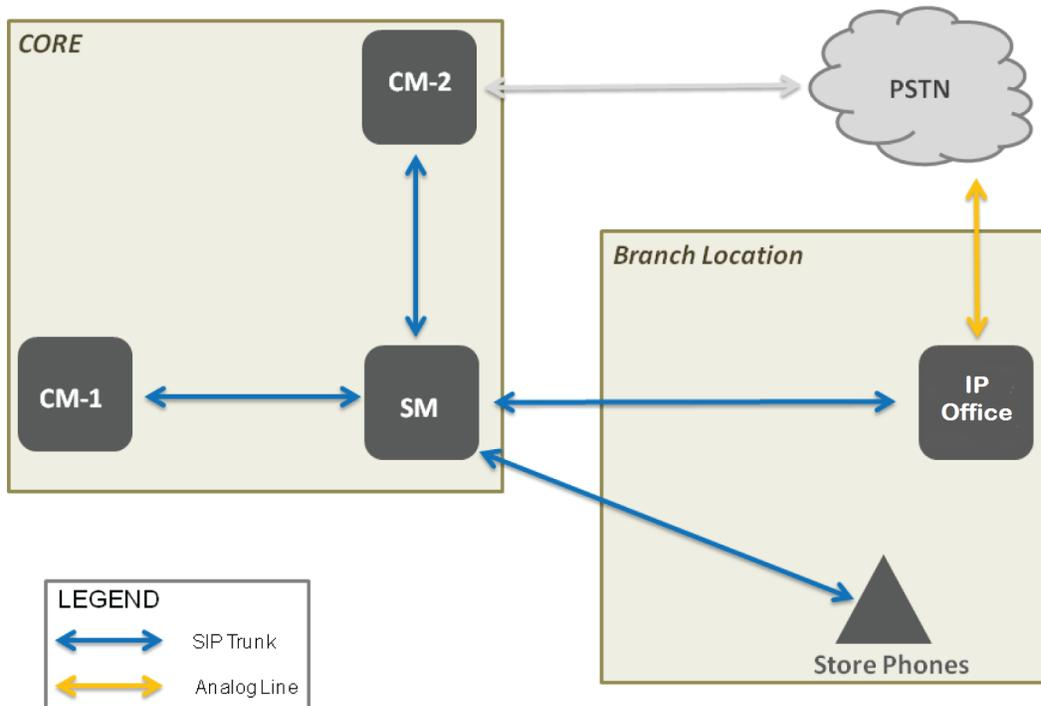 CORE
CM-2
PSTN
Branch Location
CM-1
SM
IP
Office
LEGEND
SIP Trunk
Analog Line
Store Phones